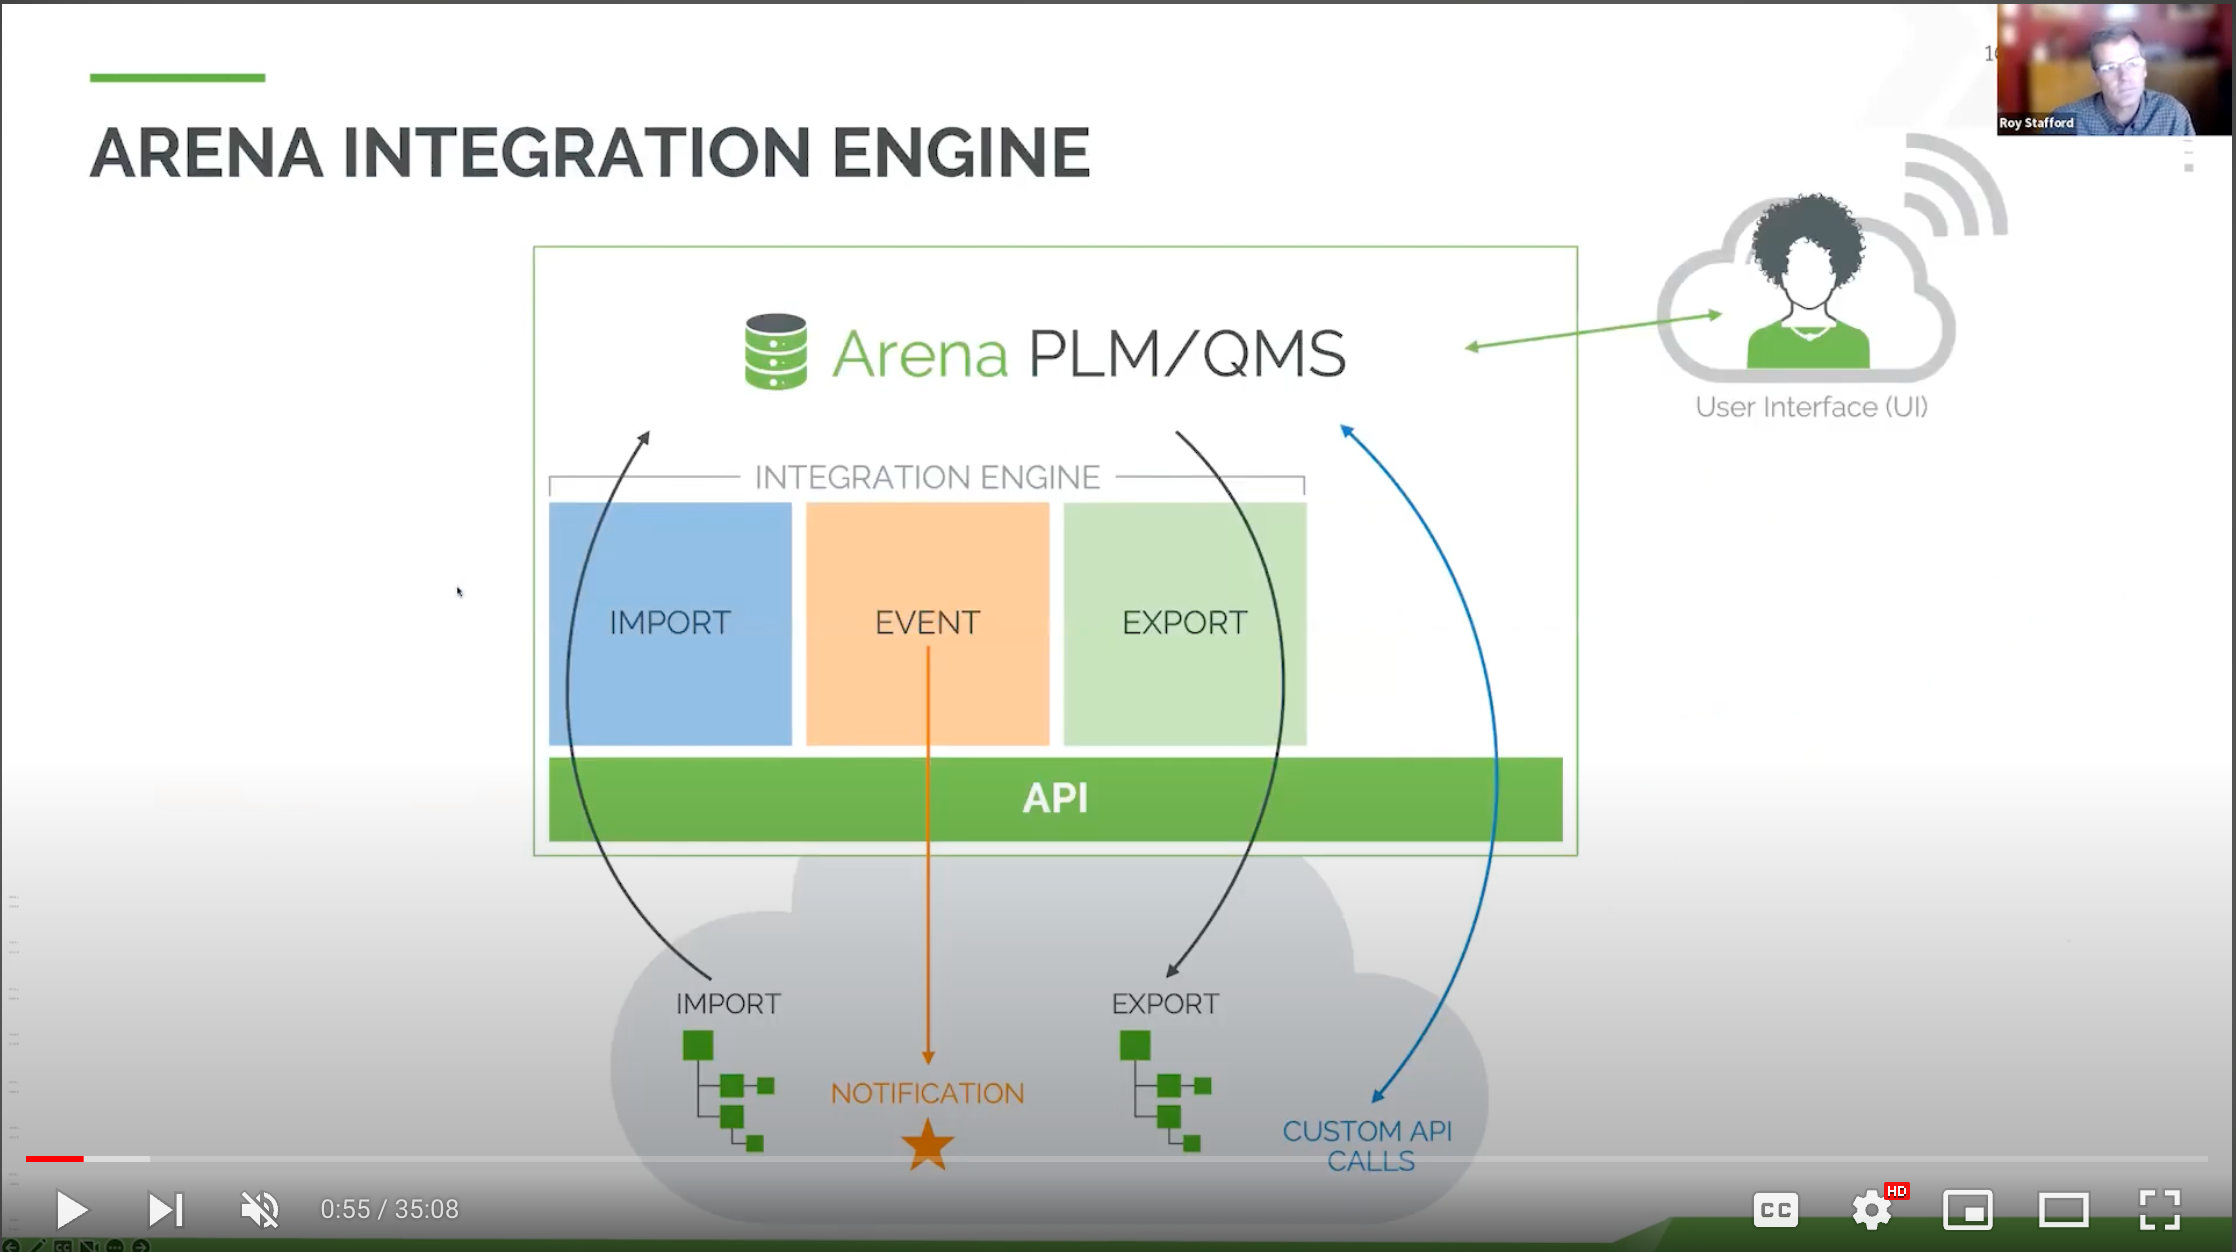 Roy Stafford
ARENA INTEGRATION ENGINE
Arena PLM/QMS
User Interface (UI)
INTEGRATION ENGINE
IMPORT
EVENT
EXPORT
API
IMPORT
EXPORT
NOTIFICATION
CUSTOM API
CALLS
0:55 / 35:08
CC
HD